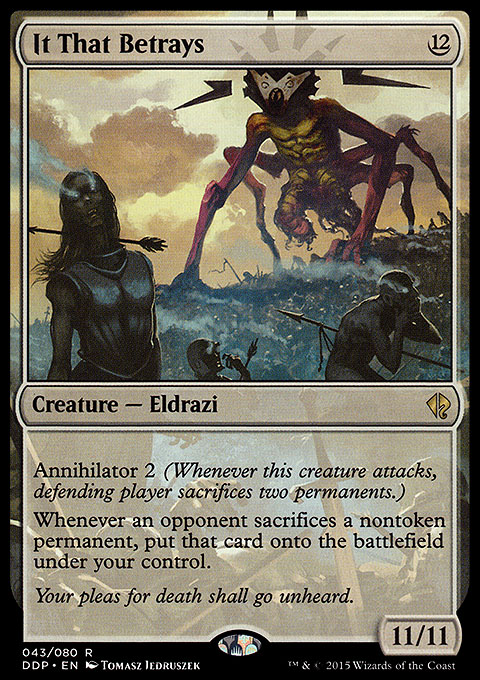 It That Betrays
12
Creature — Eldrazi
Annihilator 2 (Whenever this creature attacks,
defending player sacrifices two permanents.)
Whenever an opponent sacrifices a nontoken
permanent, put that card onto the battlefield
under your control.
Your pleas for death shall go unheard.
11/11
043/080 R
DDP • EN Tomasz Jedruszek
™ & © 2015 Wizards of the Coast